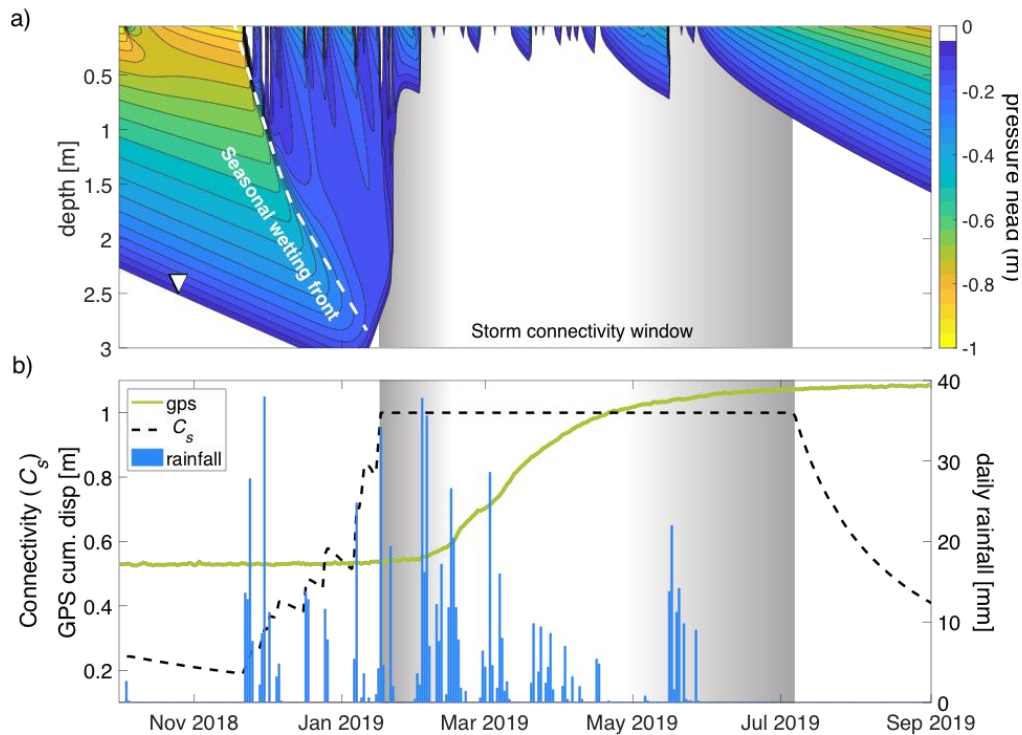 a)
0
0.5
1
1.5
2
2.5
3
depth [m]
Seasonal wetting front
Storm connectivity window
-0.2
-0.4
-0.6
-0.8
-1
pressure head (m)
b)
gps
C_s
rainfall
1
0.8
0.6
0.4
0.2
Connectivity (C_s)
GPS cum. disp [m]
40
30
20
10
0
daily rainfall [mm]
Nov 2018
Jan 2019
Mar 2019
May 2019
Jul 2019
Sep 2019